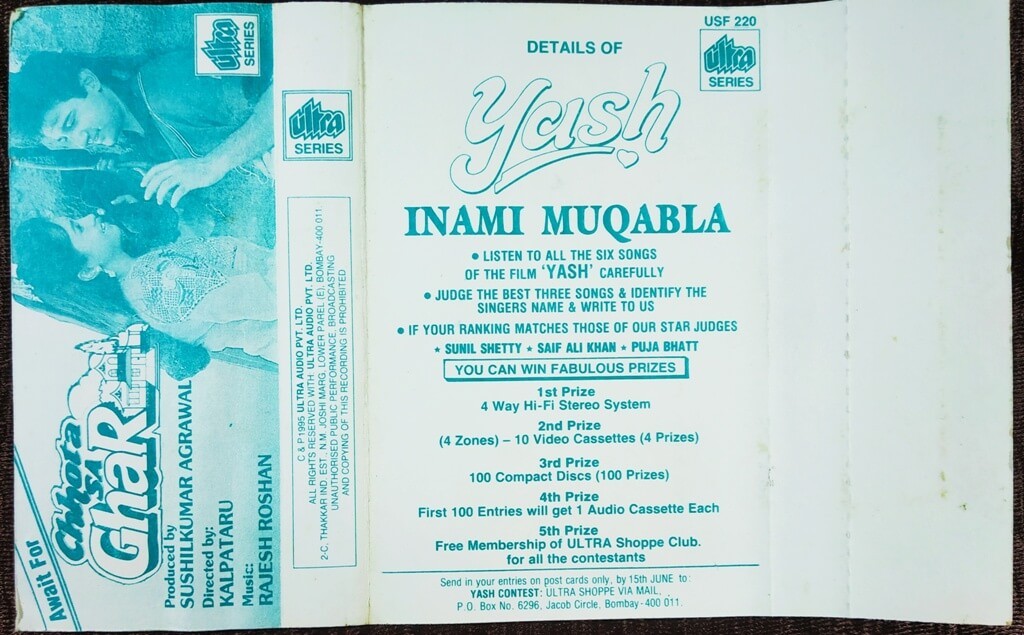 ultra
SERIES
Await For
Chhota
SA
GhaR
Produced by
SUSHILKUMAR AGRAWAL
Directed by:
KALPATARU
Music:
RAJESH ROSHAN
ultra
SERIES
C & P 1995 ULTRA AUDIO PVT. LTD.
ALL RIGHTS RESERVED WITH: ULTRA AUDIO PVT. LTD.
2-C, THAKKAR IND. EST., N.M. JOSHI MARG, LOWER PAREL (E), BOMBAY-400 011
UNAUTHORISED PUBLIC PERFORMANCE, BROADCASTING
AND COPYING OF THIS RECORDING IS PROHIBITED
USF 220
ultra
SERIES
DETAILS OF
Yash
INAMI MUQABLA
• LISTEN TO ALL THE SIX SONGS
OF THE FILM 'YASH' CAREFULLY
• JUDGE THE BEST THREE SONGS & IDENTIFY THE
SINGERS NAME & WRITE TO US
• IF YOUR RANKING MATCHES THOSE OF OUR STAR JUDGES
★ SUNIL SHETTY ★ SAIF ALI KHAN ★ PUJA BHATT
YOU CAN WIN FABULOUS PRIZES
1st Prize
4 Way Hi-Fi Stereo System
2nd Prize
(4 Zones) – 10 Video Cassettes (4 Prizes)
3rd Prize
100 Compact Discs (100 Prizes)
4th Prize
First 100 Entries will get 1 Audio Cassette Each
5th Prize
Free Membership of ULTRA Shoppe Club.
for all the contestants
Send in your entries on post cards only, by 15th JUNE to:
YASH CONTEST: ULTRA SHOPPE VIA MAIL,
P.O. Box No. 6296, Jacob Circle, Bombay-400 011.